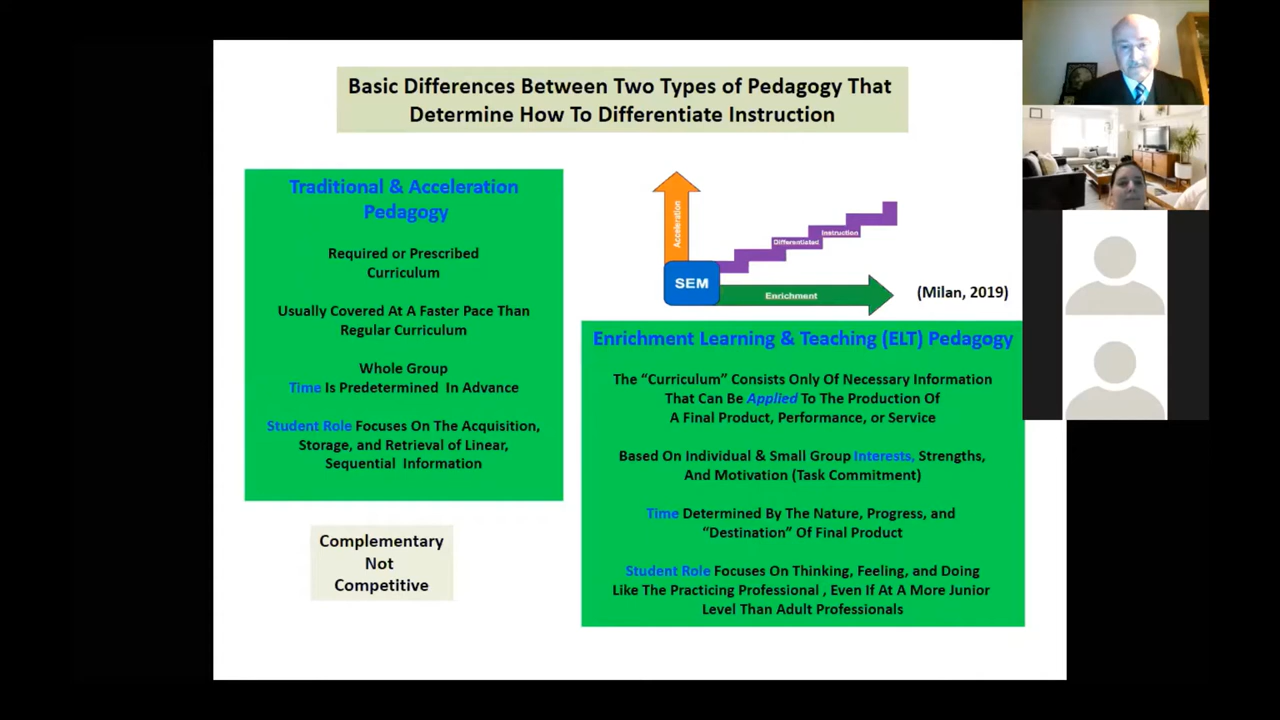 Basic Differences Between Two Types of Pedagogy That
Determine How To Differentiate Instruction
Traditional & Acceleration
Pedagogy
Required or Prescribed
Curriculum
Usually Covered At A Faster Pace Than
Regular Curriculum
Whole Group
Time Is Predetermined In Advance
Student Role Focuses On The Acquisition,
Storage, and Retrieval of Linear,
Sequential Information
Complementary
Not
Competitive
Acceleration
Differentiated
Instruction
SEM
Enrichment
(Milan, 2019)
Enrichment Learning & Teaching (ELT) Pedagogy
The “Curriculum” Consists Only Of Necessary Information
That Can Be Applied To The Production Of
A Final Product, Performance, or Service
Based On Individual & Small Group Interests, Strengths,
And Motivation (Task Commitment)
Time Determined By The Nature, Progress, and
“Destination” Of Final Product
Student Role Focuses On Thinking, Feeling, and Doing
Like The Practicing Professional , Even If At A More Junior
Level Than Adult Professionals